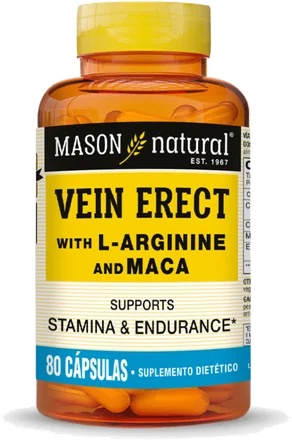 MASON natural®
EST. 1967
VEIN ERECT
WITH L-ARGININE
AND MACA
SUPPORTS
STAMINA & ENDURANCE*
80 CÁPSULAS • SUPLEMENTO DIETÉTICO